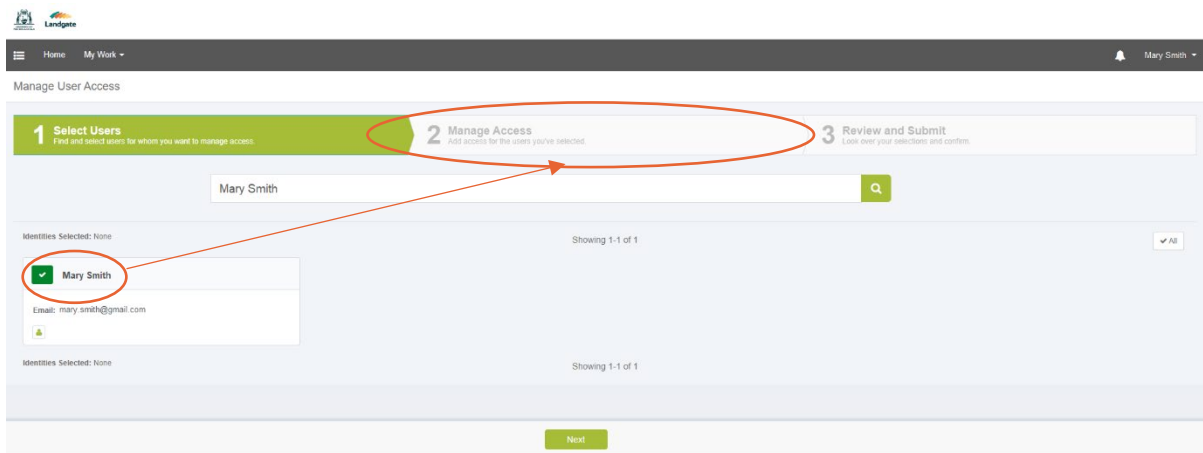 Landgate
Home My Work
Mary Smith
Manage User Access
1 Select Users
Find and select users for whom you want to manage access.
2 Manage Access
Add access for the users you've selected.
3 Review and Submit
Look over your selections and confirm.
Mary Smith
Identities Selected: None
Showing 1-1 of 1
All
Mary Smith
Email: mary.smith@gmail.com
Identities Selected: None
Showing 1-1 of 1
Next